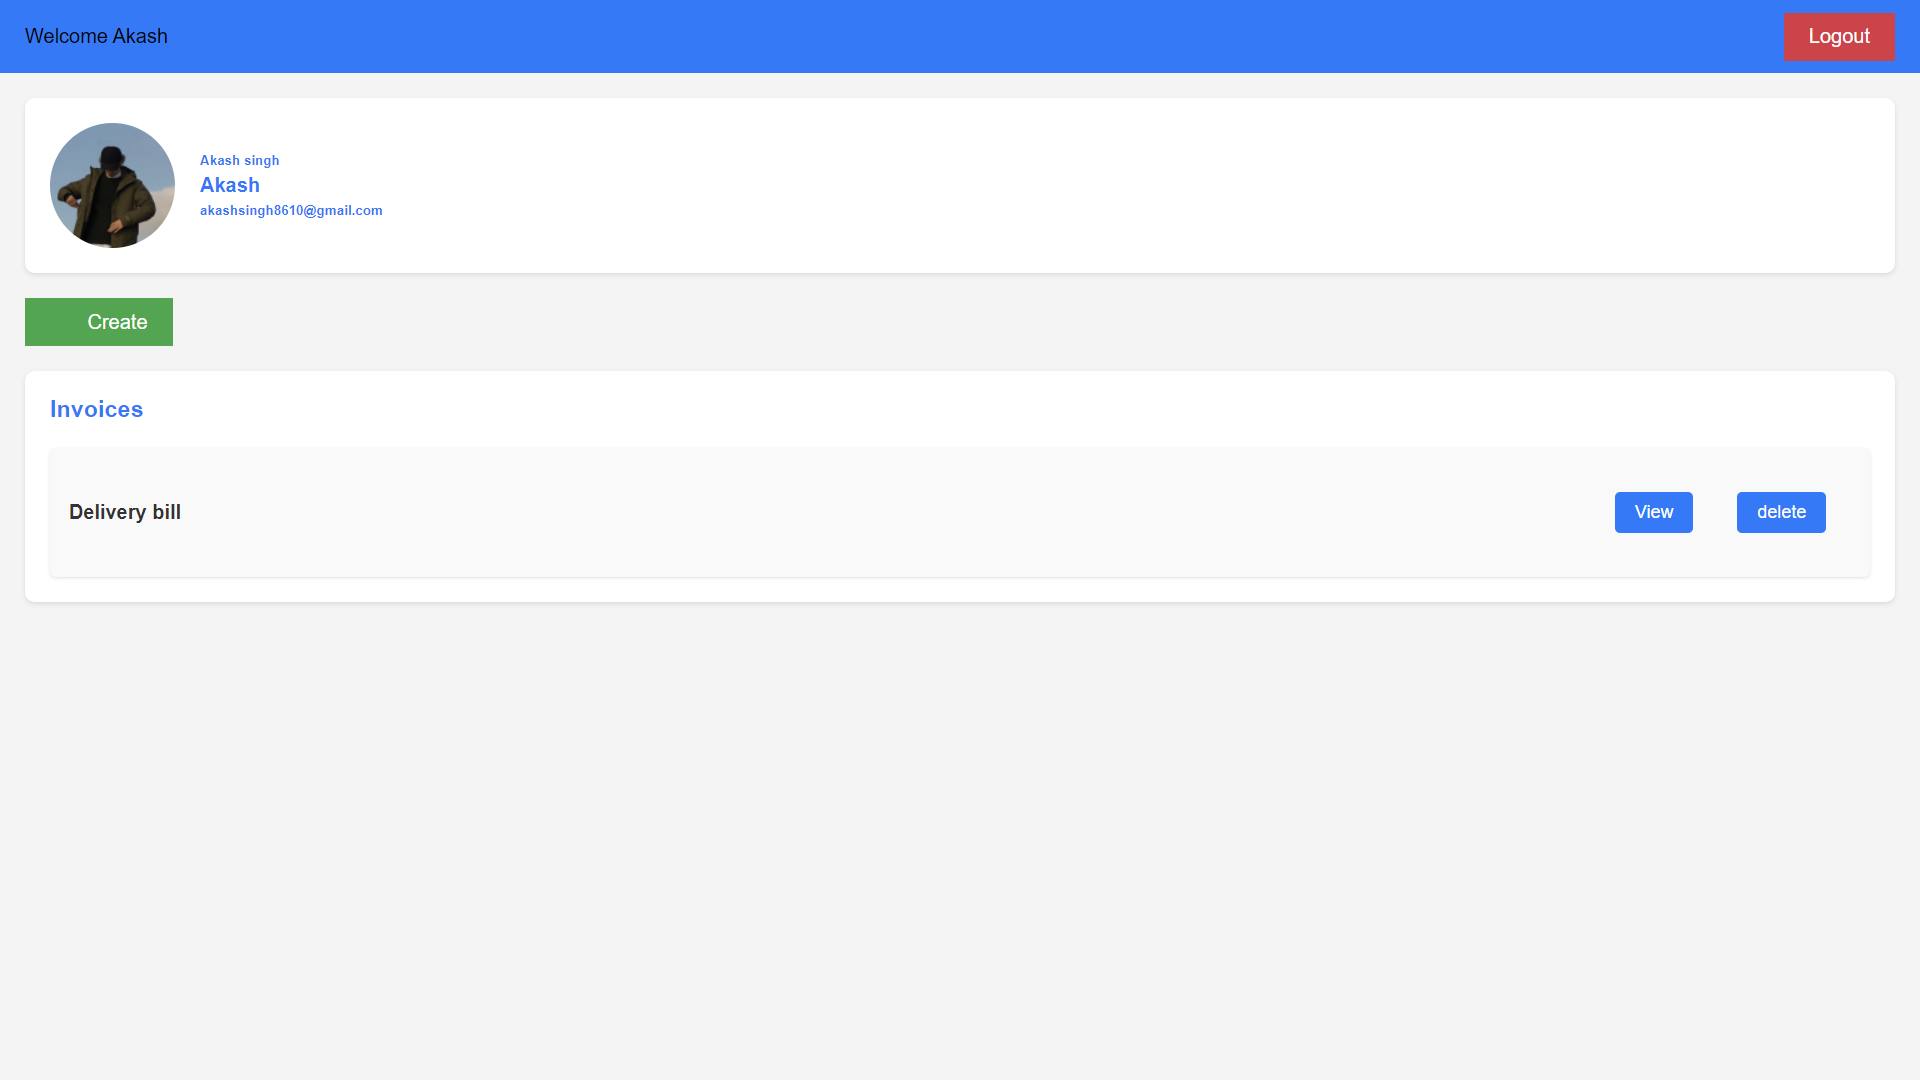 Welcome Akash
Logout
Akash singh
Akash
akashsingh8610@gmail.com
Create
Invoices
Delivery bill
View
delete